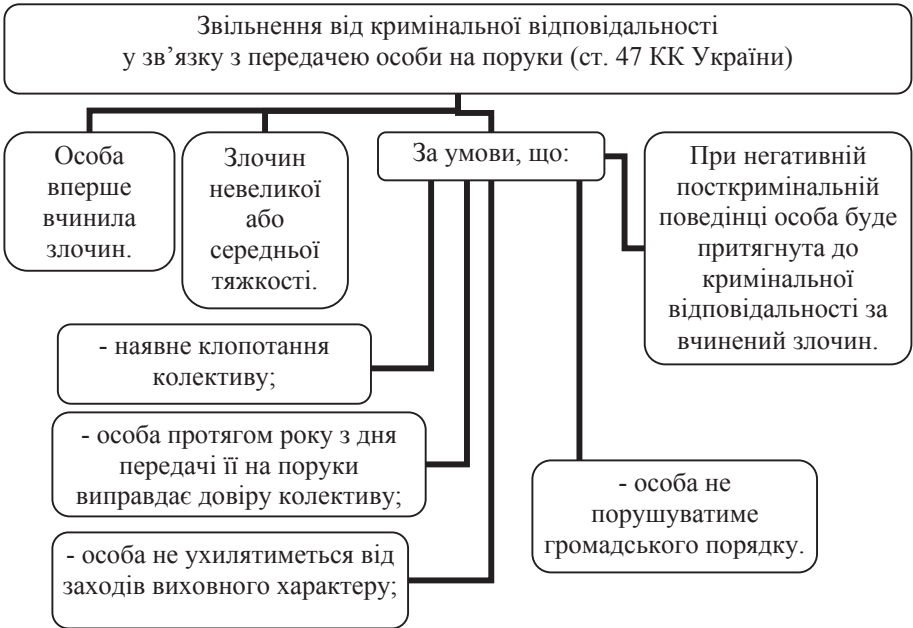 Звільнення від кримінальної відповідальності
у зв’язку з передачею особи на поруки (ст. 47 КК України)
Особа
вперше
вчинила
злочин.
Злочин
невеликої
або
середньої
тяжкості.
За умови, що:
При негативній
посткримінальній
поведінці особа буде
притягнута до
кримінальної
відповідальності за
вчинений злочин.
- наявне клопотання
колективу;
- особа протягом року з дня
передачі її на поруки
виправдає довіру колективу;
- особа не ухилятиметься від
заходів виховного характеру;
- особа не
порушуватиме
громадського порядку.